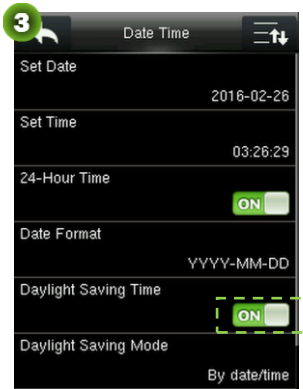 3
Date Time
Set Date
2016-02-26
Set Time
03:26:29
24-Hour Time
ON
Date Format
YYYY-MM-DD
Daylight Saving Time
ON
Daylight Saving Mode
By date/time